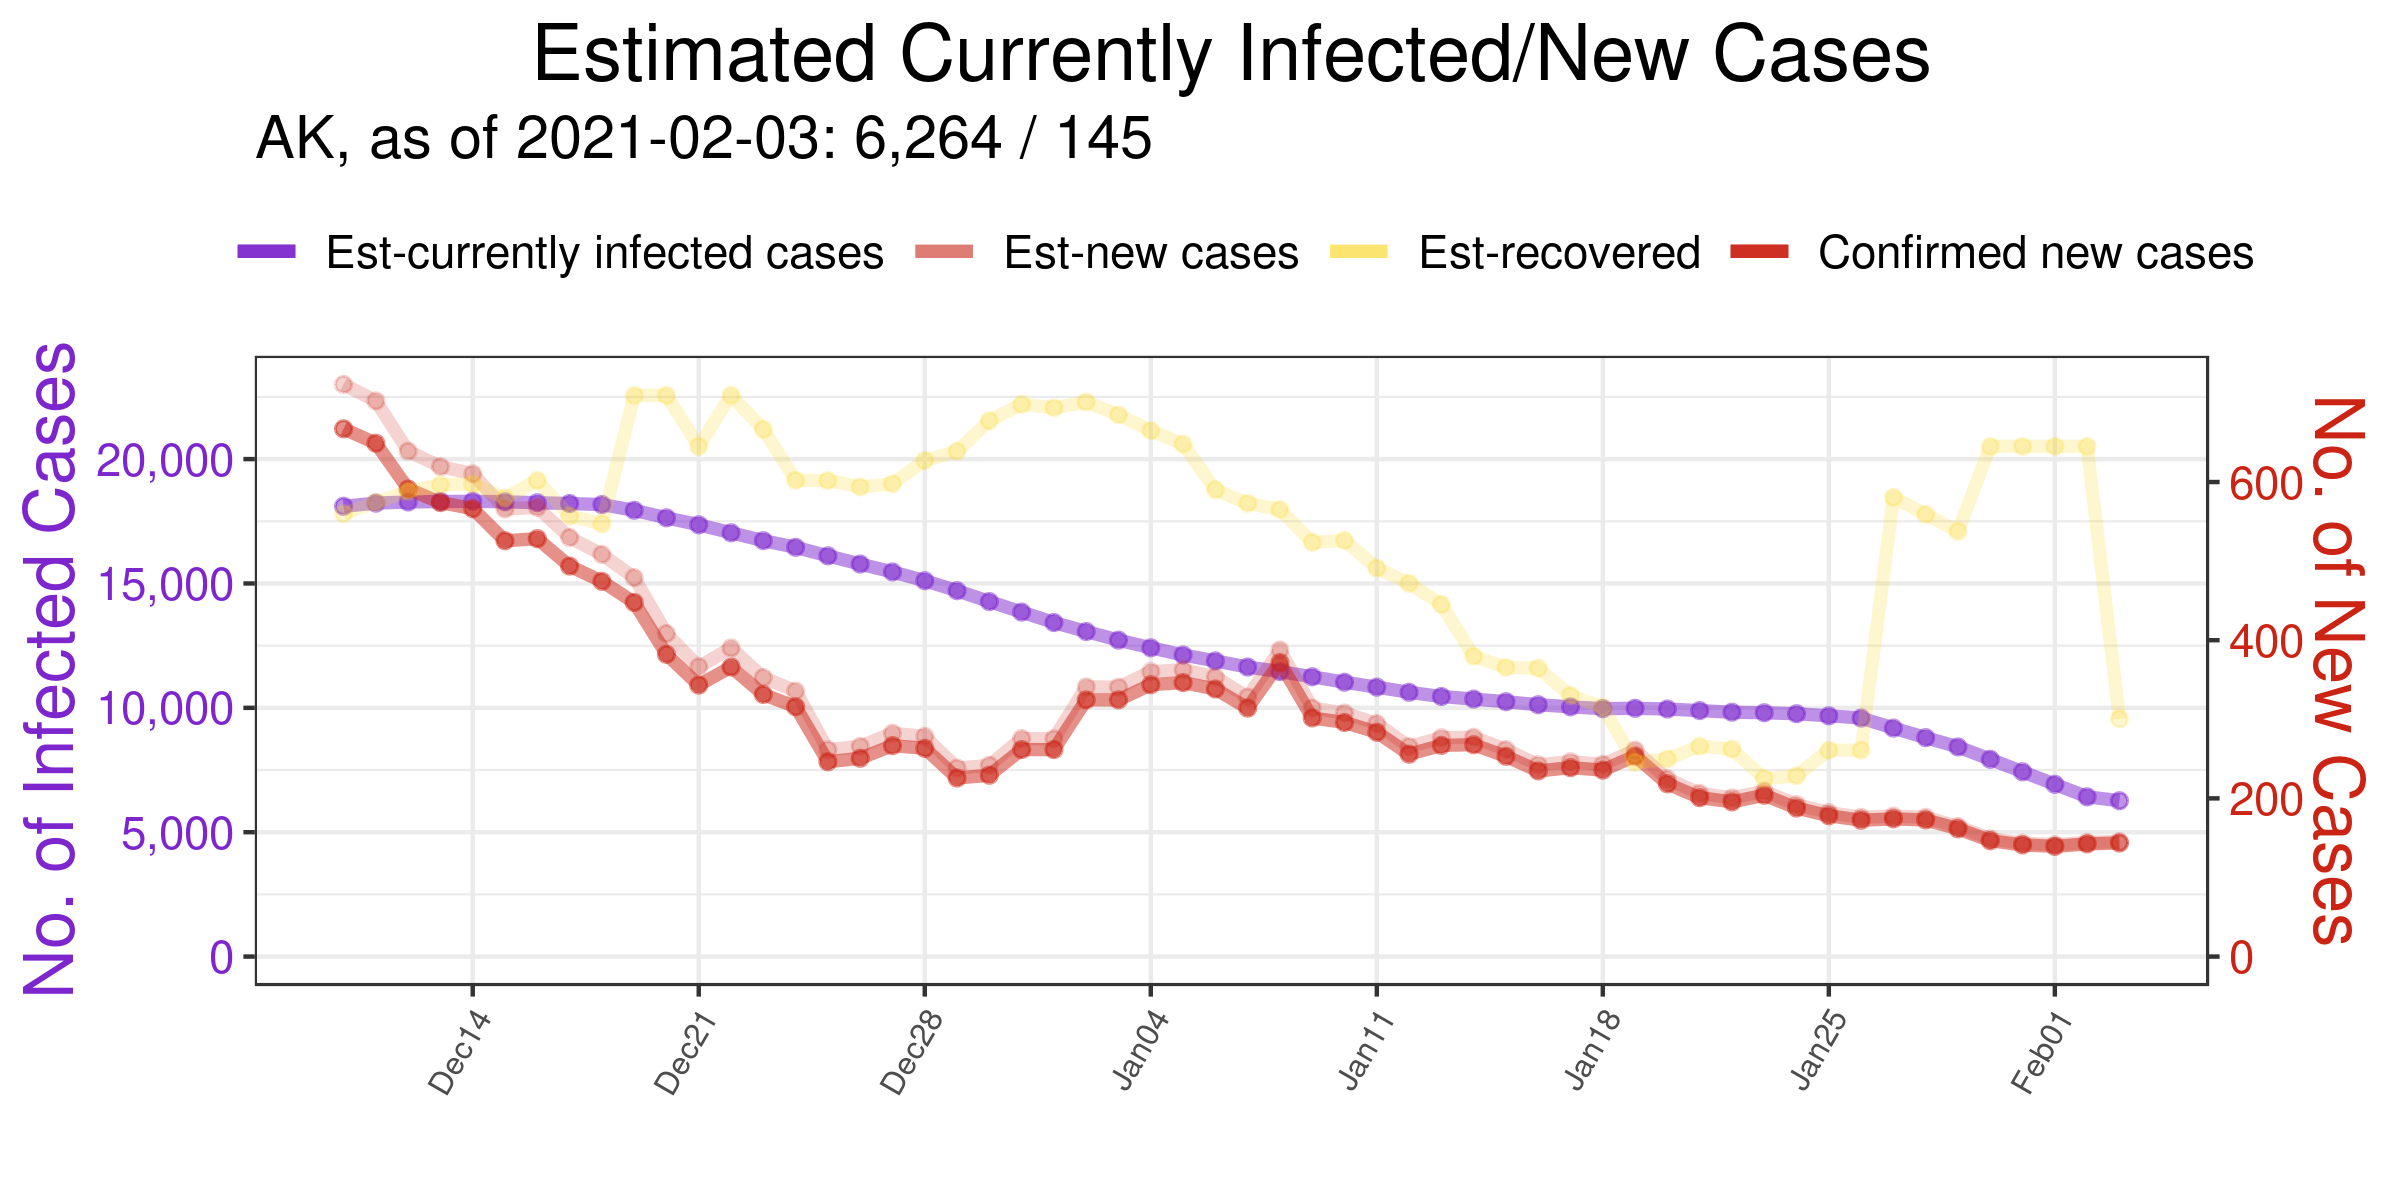 Estimated Currently Infected/New Cases
AK, as of 2021-02-03: 6,264 / 145
Est-currently infected cases Est-new cases Est-recovered Confirmed new cases
No. of Infected Cases
20,000
15,000
10,000
5,000
0
600
400
200
0
No. of New Cases
Dec14 Dec21 Dec28 Jan04 Jan11 Jan18 Jan25 Feb01